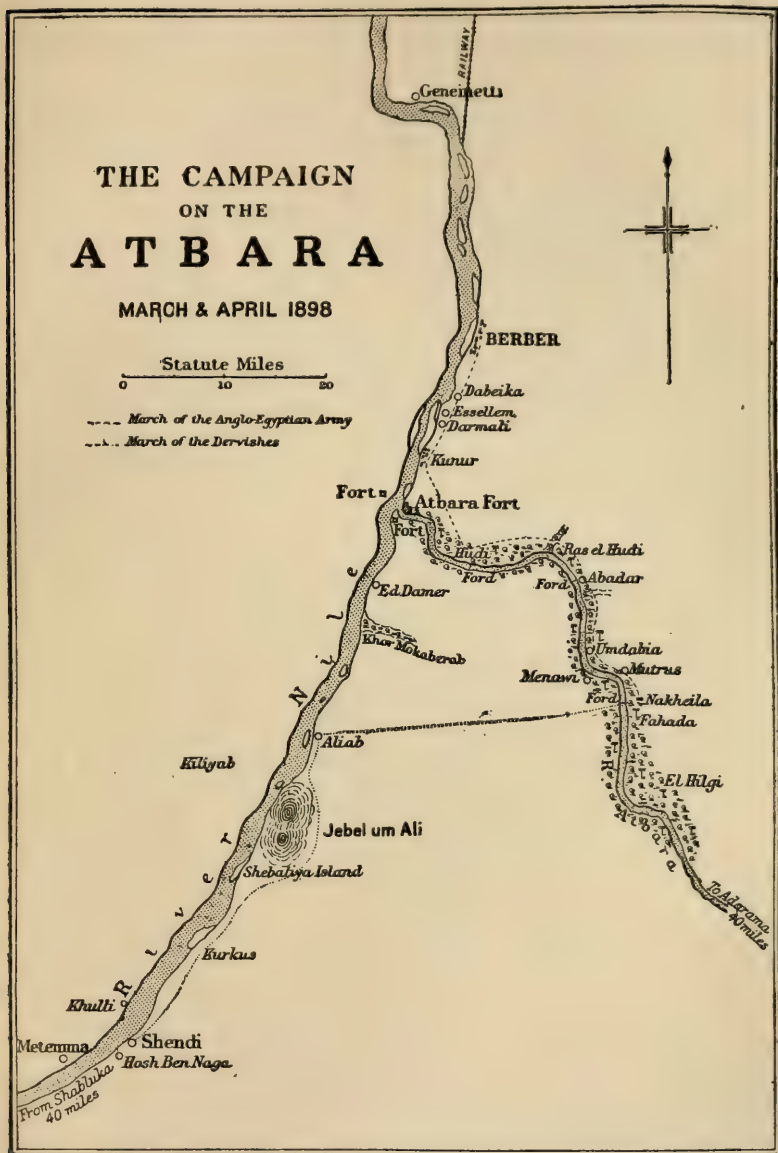 RAILWAY
Geneinetti
THE CAMPAIGN
ON THE
ATBARA
MARCH & APRIL 1898
Statute Miles
0 10 20
March of the Anglo-Egyptian Army
March of the Dervishes
BERBER
Dabeika
Essellem
Darmali
Kunur
Fort
Atbara Fort
Fort
Hudi
Ford
Ras el Hudi
Ford
Abadar
Ed Damer
Khor Mokaberab
Umdabia
Mutrus
Menawi
Ford
Nakheila
Fahada
Aliab
Kiliyab
El Hilgi
R. Atbara
Jebel um Ali
Shebaliya Island
River Nile
To Adarama
40 miles
Kurkus
Khulli
Metemma
Shendi
Hosh Ben Naga
From Shabluka
40 miles